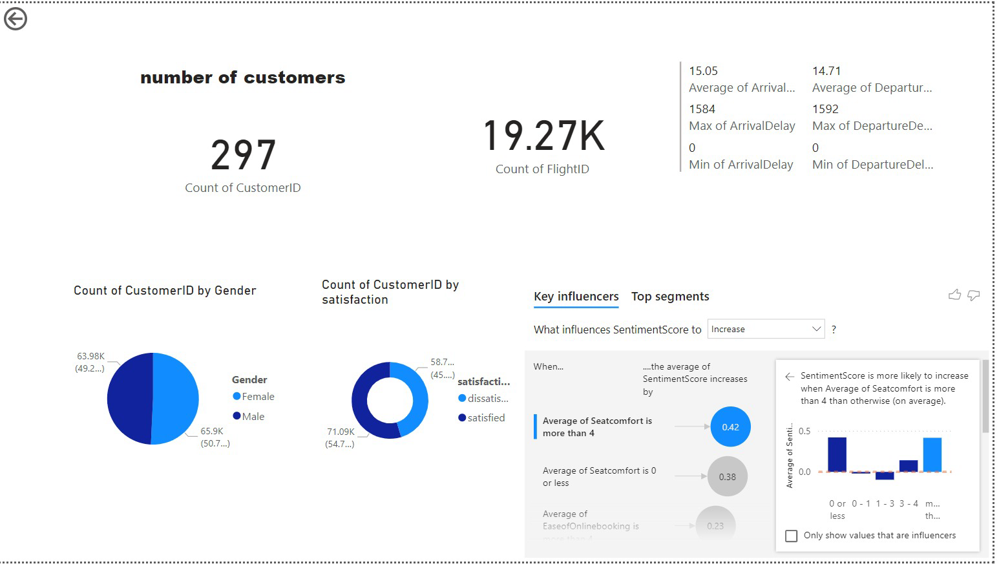 number of customers
297
Count of CustomerID
19.27K
Count of FlightID
15.05
Average of Arrival...
14.71
Average of Departur...
1584
Max of ArrivalDelay
1592
Max of DepartureDe...
0
Min of ArrivalDelay
0
Min of DepartureDel...
Count of CustomerID by Gender
63.98K
(49.2...)
65.9K
(50.7...)
Gender
Female
Male
Count of CustomerID by
satisfaction
58.7...
(45....)
71.09K
(54.7...)
satisfacti...
dissatis...
satisfied
Key influencers
Top segments
What influences SentimentScore to
Increase
?
When...
....the average of
SentimentScore increases
by
Average of Seatcomfort is
more than 4
0.42
Average of Seatcomfort is 0
or less
0.38
Average of
EaseofOnlinebooking is
more than 4
0.23
SentimentScore is more likely to increase
when Average of Seatcomfort is more
than 4 than otherwise (on average).
Average of Senti...
0.5
0.0
0 or
less
0 - 1
1 - 3
3 - 4
m...
th...
Only show values that are influencers